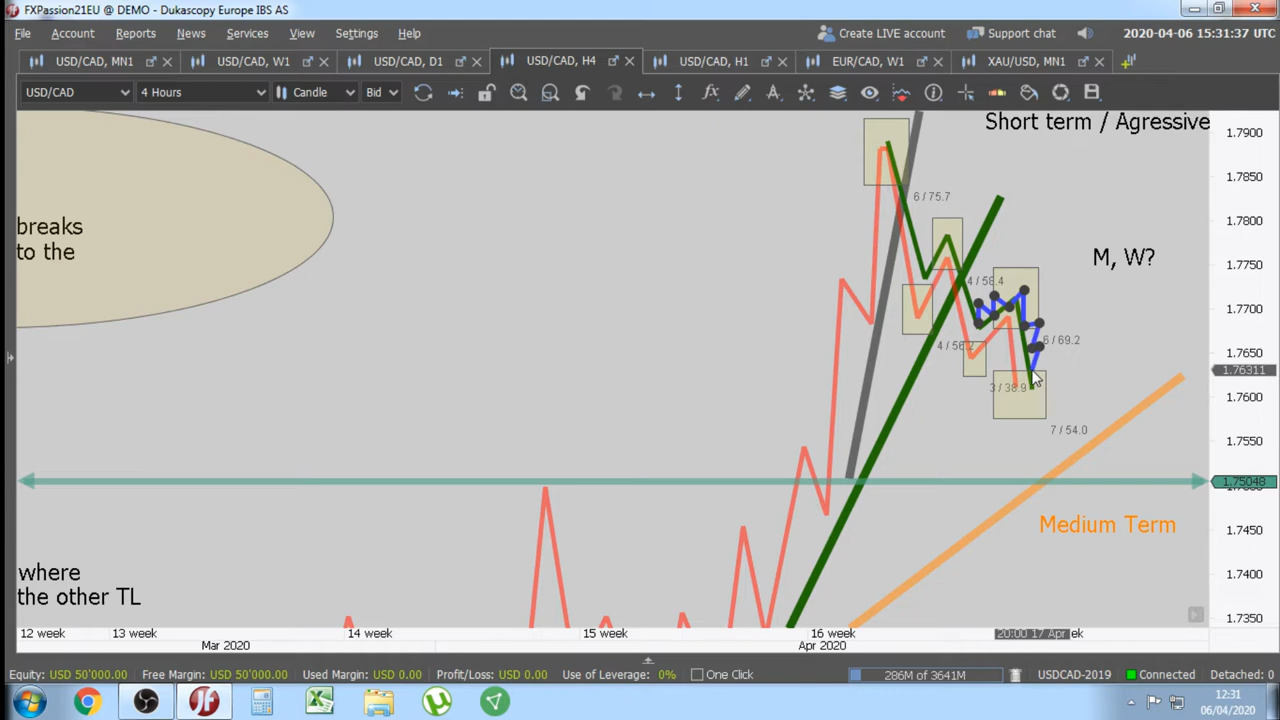 FXPassion21EU @ DEMO - Dukascopy Europe IBS AS
File Account Reports News Services View Settings Help
Create LIVE account Support chat 2020-04-06 15:31:37 UTC
USD/CAD, MN1 USD/CAD, W1 USD/CAD, D1 USD/CAD, H4 USD/CAD, H1 EUR/CAD, W1 XAU/USD, MN1
USD/CAD 4 Hours Candle Bid
Short term / Agressive
1.7900
1.7850
6 / 75.7
1.7800
breaks
to the
M, W?
1.7750
4 / 58.4
1.7700
4 / 56.2
6 / 69.2
1.7650
1.76311
3 / 38.9
1.7600
7 / 54.0
1.7550
1.75048
Medium Term
1.7450
where
the other TL
1.7400
1.7350
12 week 13 week 14 week 15 week 16 week 20:00 17 Apr ek
Mar 2020 Apr 2020
Equity: USD 50'000.00 Free Margin: USD 50'000.00 Used Margin: USD 0.00 Profit/Loss: USD 0.00 Use of Leverage: 0% One Click 286M of 3641M USDCAD-2019 Connected Detached: 0
12:31
06/04/2020